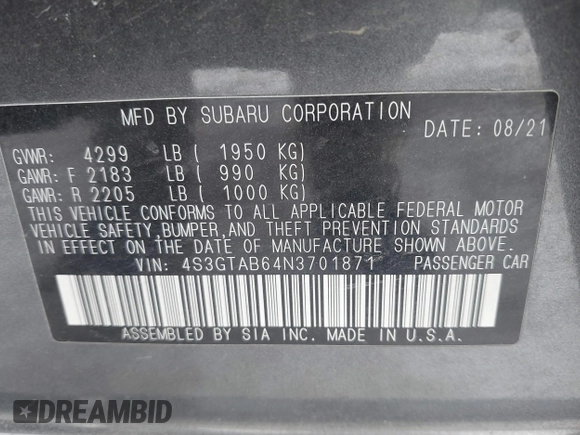 MFD BY SUBARU CORPORATION
DATE: 08/21
GVWR: 4299 LB ( 1950 KG)
GAWR: F 2183 LB ( 990 KG)
GAWR: R 2205 LB ( 1000 KG)
THIS VEHICLE CONFORMS TO ALL APPLICABLE FEDERAL MOTOR
VEHICLE SAFETY,BUMPER,AND THEFT PREVENTION STANDARDS
IN EFFECT ON THE DATE OF MANUFACTURE SHOWN ABOVE.
VIN: 4S3GTAB64N3701871 PASSENGER CAR
ASSEMBLED BY SIA INC. MADE IN U.S.A.
DREAMBID